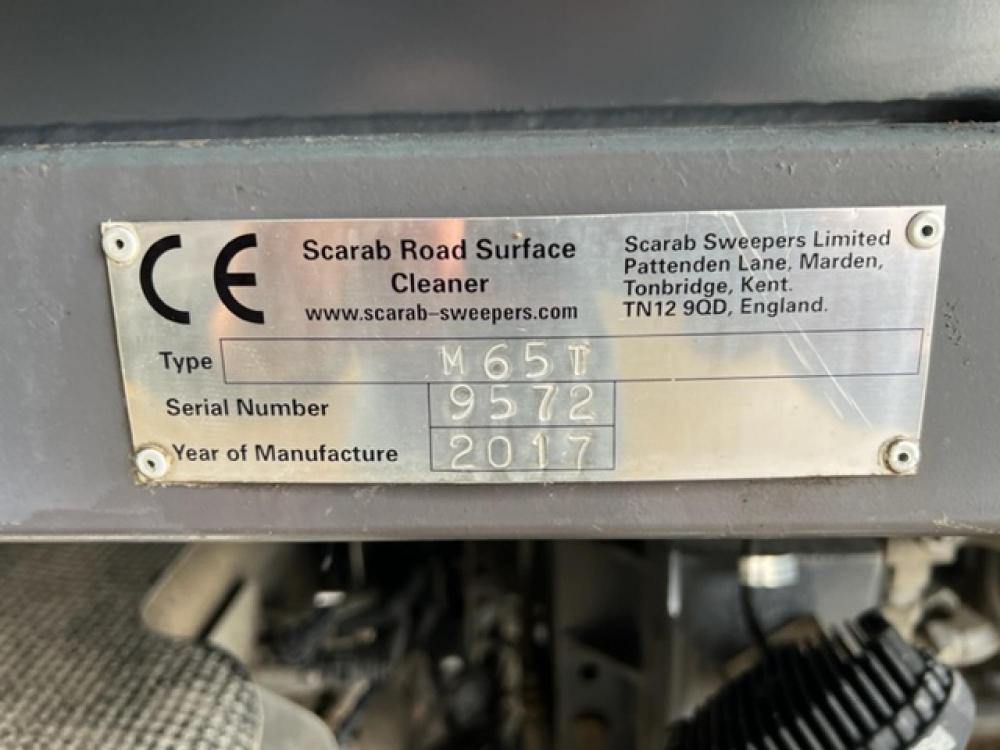 CE
Scarab Road Surface
Cleaner
www.scarab-sweepers.com
Scarab Sweepers Limited
Pattenden Lane, Marden,
Tonbridge, Kent.
TN12 9QD, England.
Type M65T
Serial Number 9572
Year of Manufacture 2017